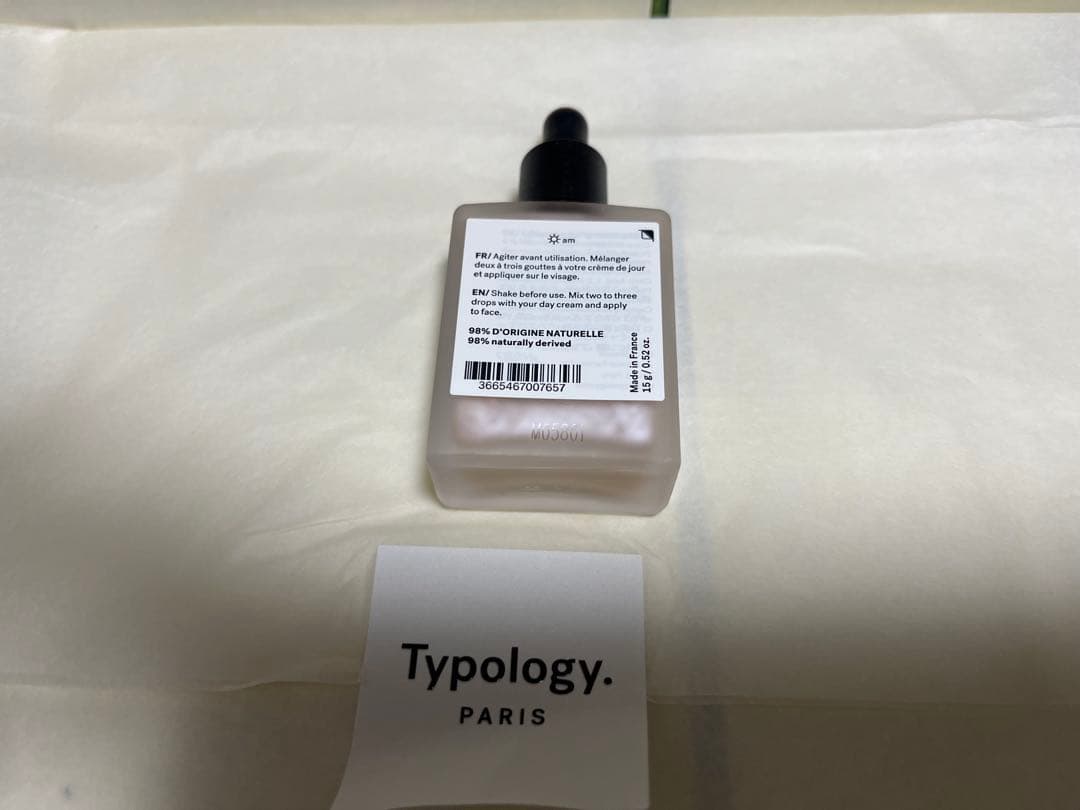 am
FR/ Agiter avant utilisation. Mélanger
deux à trois gouttes à votre crème de jour
et appliquer sur le visage.
EN/ Shake before use. Mix two to three
drops with your day cream and apply
to face.
98% D'ORIGINE NATURELLE
98% naturally derived
3665467007657
Made in France
15 g / 0.52 oz.
M05801
Typology.
PARIS